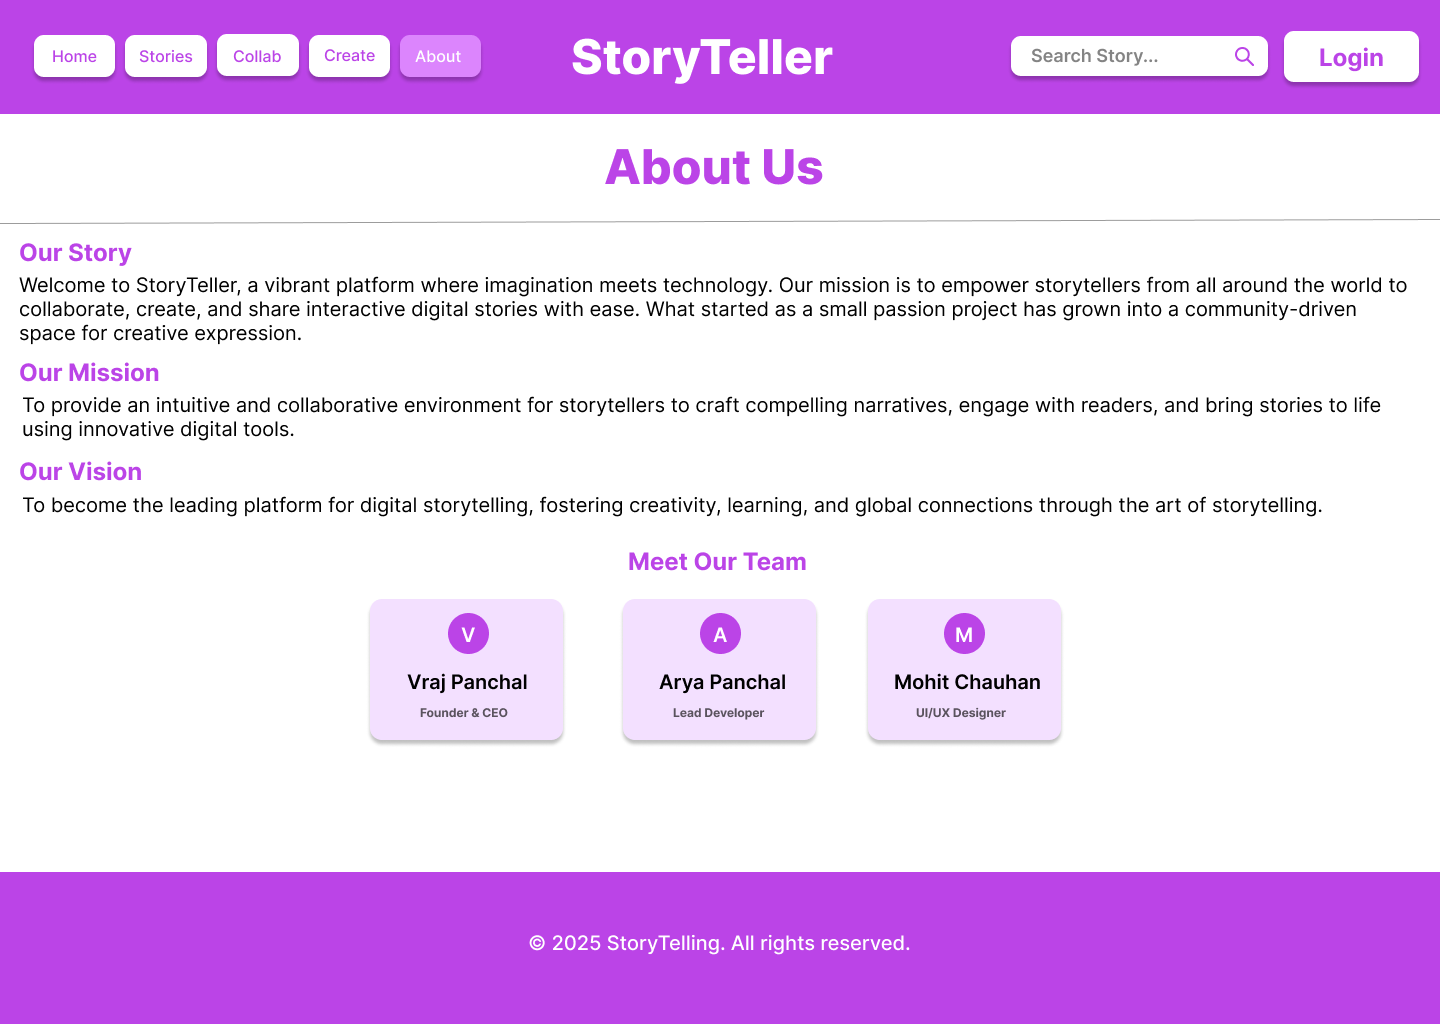 Home Stories Collab Create About StoryTeller Search Story... Login
About Us
Our Story
Welcome to StoryTeller, a vibrant platform where imagination meets technology. Our mission is to empower storytellers from all around the world to
collaborate, create, and share interactive digital stories with ease. What started as a small passion project has grown into a community-driven
space for creative expression.
Our Mission
To provide an intuitive and collaborative environment for storytellers to craft compelling narratives, engage with readers, and bring stories to life
using innovative digital tools.
Our Vision
To become the leading platform for digital storytelling, fostering creativity, learning, and global connections through the art of storytelling.
Meet Our Team
V
Vraj Panchal
Founder & CEO
A
Arya Panchal
Lead Developer
M
Mohit Chauhan
UI/UX Designer
© 2025 StoryTelling. All rights reserved.